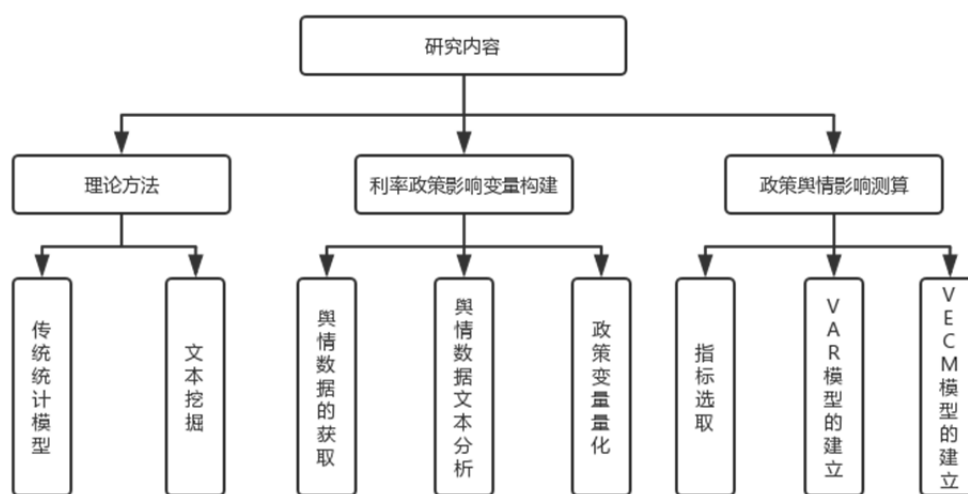 研究内容
理论方法
利率政策影响变量构建
政策舆情影响测算
传统统计模型
文本挖掘
舆情数据的获取
舆情数据文本分析
政策变量量化
指标选取
VAR模型的建立
VECM模型的建立